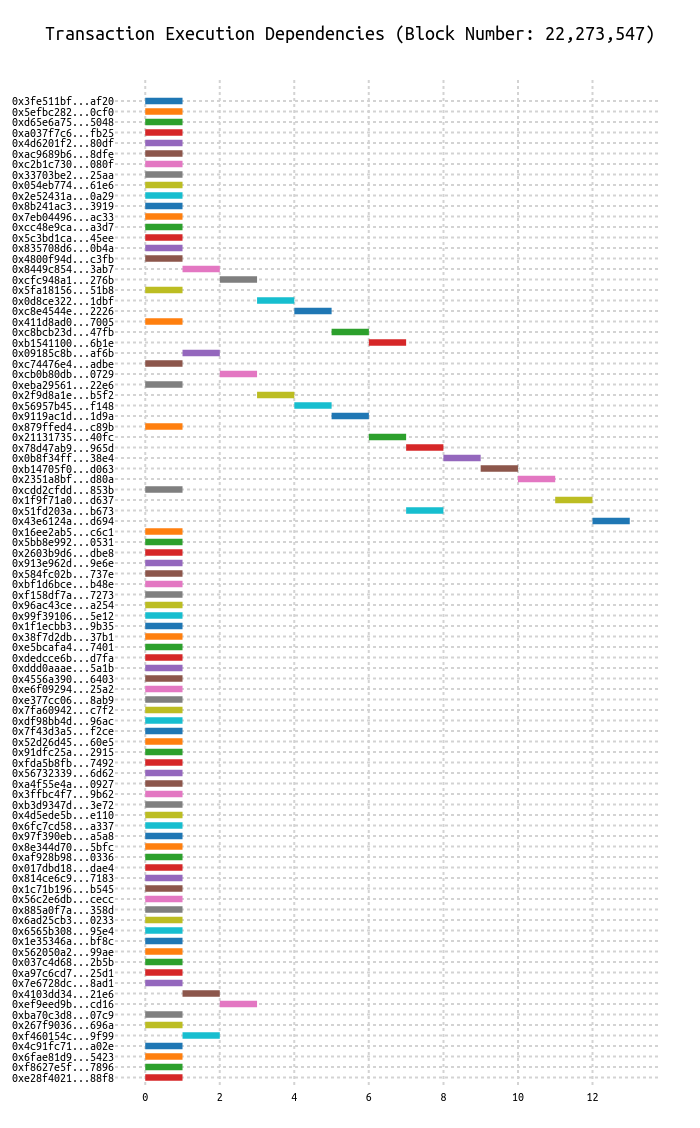 Transaction Execution Dependencies (Block Number: 22,273,547)
0x3fe511bf...af20
0x5efbc282...0cf0
0xd65e6a75...5048
0xa037f7c6...fb25
0x4d6201f2...80df
0xac9689b6...8dfe
0xc2b1c730...080f
0x33703be2...25aa
0x054eb774...61e6
0x2e52431a...0a29
0x8b241ac3...3919
0x7eb04496...ac33
0xcc48e9ca...a3d7
0x5c3bd1ca...45ee
0x835708d6...0b4a
0x4800f94d...c3fb
0x8449c854...3ab7
0xcfc948a1...276b
0x5fa18156...51b8
0x0d8ce322...1dbf
0xc8e4544e...2226
0x411d8ad0...7005
0xc8bcb23d...47fb
0xb1541100...6b1e
0x09185c8b...af6b
0xc74476e4...adbe
0xcb0b80db...0729
0xeba29561...22e6
0x2f9d8a1e...b5f2
0x56957b45...f148
0x9119ac1d...1d9a
0x879ffed4...c89b
0x21131735...40fc
0x78d47ab9...965d
0x0b8f34ff...38e4
0xb14705f0...d063
0x2351a8bf...d80a
0xcdd2cfdd...853b
0x1f9f71a0...d637
0x51fd203a...b673
0x43e6124a...d694
0x16ee2ab5...c6c1
0x5bb8e992...0531
0x2603b9d6...dbe8
0x913e962d...9e6e
0x584fc02b...737e
0xbf1d6bce...b48e
0xf158df7a...7273
0x96ac43ce...a254
0x99f39106...5e12
0x1f1ecbb3...9b35
0x38f7d2db...37b1
0xe5bcafa4...7401
0xdedcce6b...d7fa
0xddd0aaae...5a1b
0x4556a390...6403
0xe6f09294...25a2
0xe377cc06...8ab9
0x7fa60942...c7f2
0xdf98bb4d...96ac
0x7f43d3a5...f2ce
0x52d26d45...60e5
0x91dfc25a...2915
0xfda5b8fb...7492
0x56732339...6d62
0xa4f55e4a...0927
0x3ffbc4f7...9b62
0xb3d9347d...3e72
0x4d5ede5b...e110
0x6fc7cd58...a337
0x97f390eb...a5a8
0x8e344d70...5bfc
0xaf928b98...0336
0x017dbd18...dae4
0x814ce6c9...7183
0x1c71b196...b545
0x56c2e6db...cecc
0x885a0f7a...358d
0x6ad25cb3...0233
0x6565b308...95e4
0x1e35346a...bf8c
0x562050a2...99ae
0x037c4d68...2b5b
0xa97c6cd7...25d1
0x7e6728dc...8ad1
0x4103dd34...21e6
0xef9eed9b...cd16
0xba70c3d8...07c9
0x267f9036...696a
0xf460154c...9f99
0x4c91fc71...a02e
0x6fae81d9...5423
0xf8627e5f...7896
0xe28f4021...88f8
0 2 4 6 8 10 12